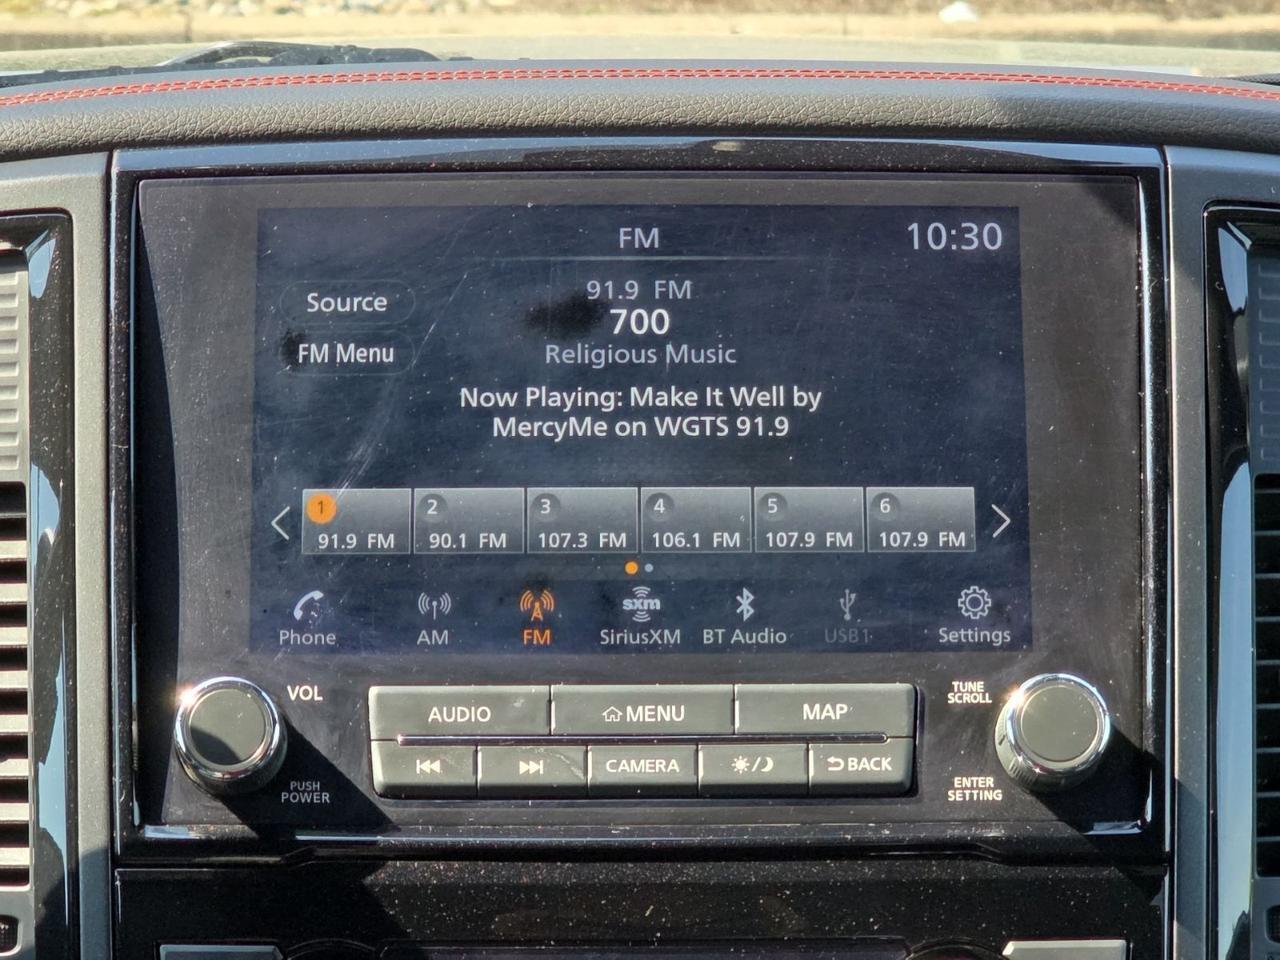 FM
10:30
Source
91.9 FM
700
FM Menu
Religious Music
Now Playing: Make It Well by
MercyMe on WGTS 91.9
1 2 3 4 5 6
91.9 FM 90.1 FM 107.3 FM 106.1 FM 107.9 FM 107.9 FM
sxm
Phone AM FM SiriusXM BT Audio USB1 Settings
VOL
TUNE
SCROLL
AUDIO MENU MAP
CAMERA BACK
PUSH
POWER
ENTER
SETTING